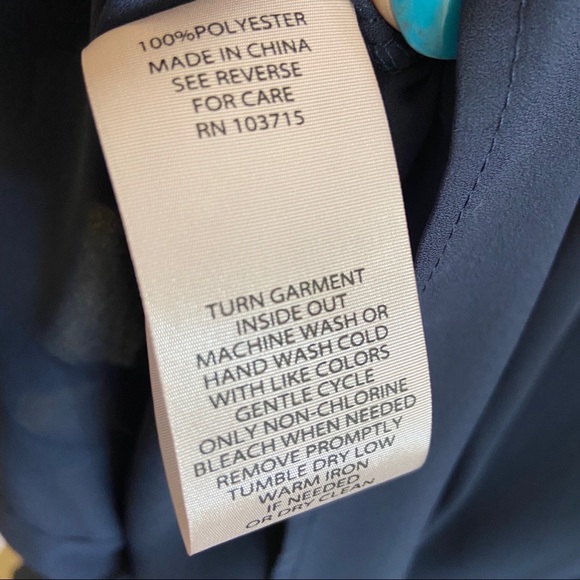 100%POLYESTER
MADE IN CHINA
SEE REVERSE
FOR CARE
RN 103715
TURN GARMENT
INSIDE OUT
MACHINE WASH OR
HAND WASH COLD
WITH LIKE COLORS
GENTLE CYCLE
ONLY NON-CHLORINE
BLEACH WHEN NEEDED
REMOVE PROMPTLY
TUMBLE DRY LOW
WARM IRON
IF NEEDED
OR DRY CLEAN